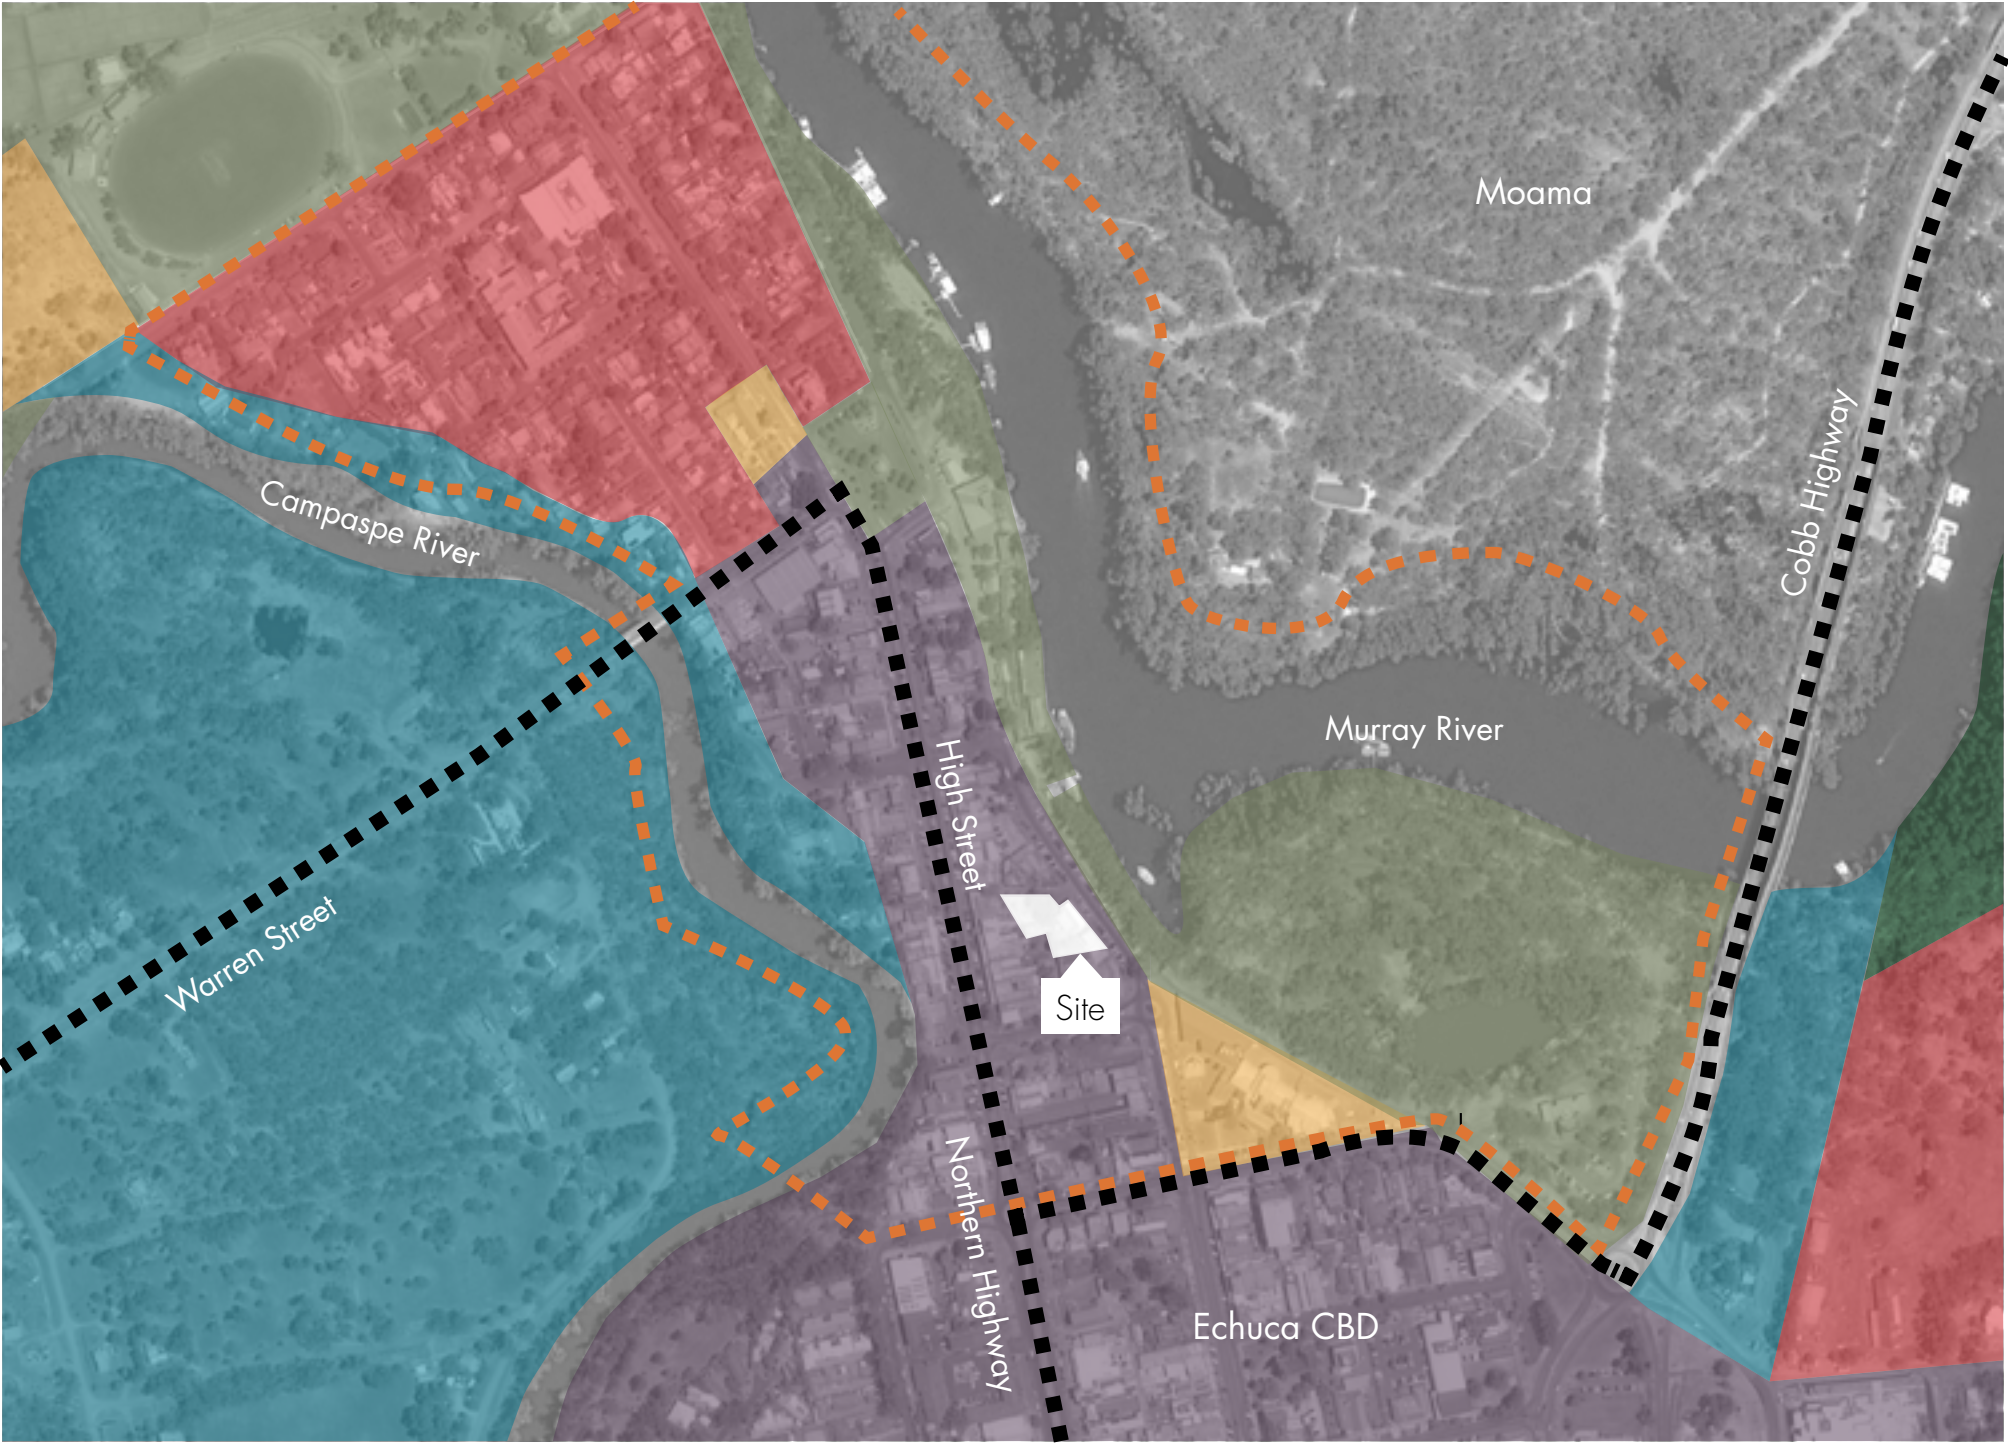 Moama
Cobb Highway
Campaspe River
Murray River
High Street
Warren Street
Site
Northern Highway
Echuca CBD